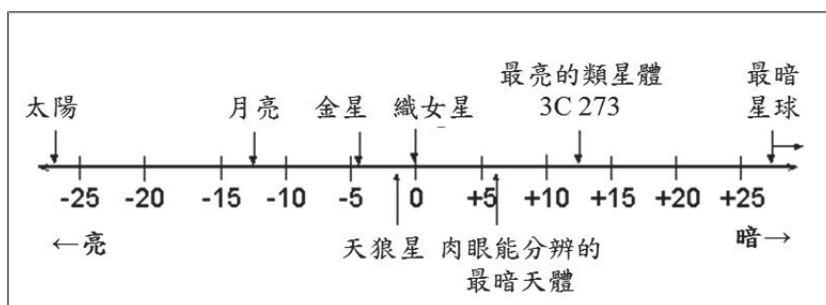 最亮的類星體
最暗
太陽
月亮
金星
織女星
3C 273
星球
-25 -20 -15 -10 -5 0 +5 +10 +15 +20 +25
←亮
天狼星
肉眼能分辨的
暗→
最暗天體